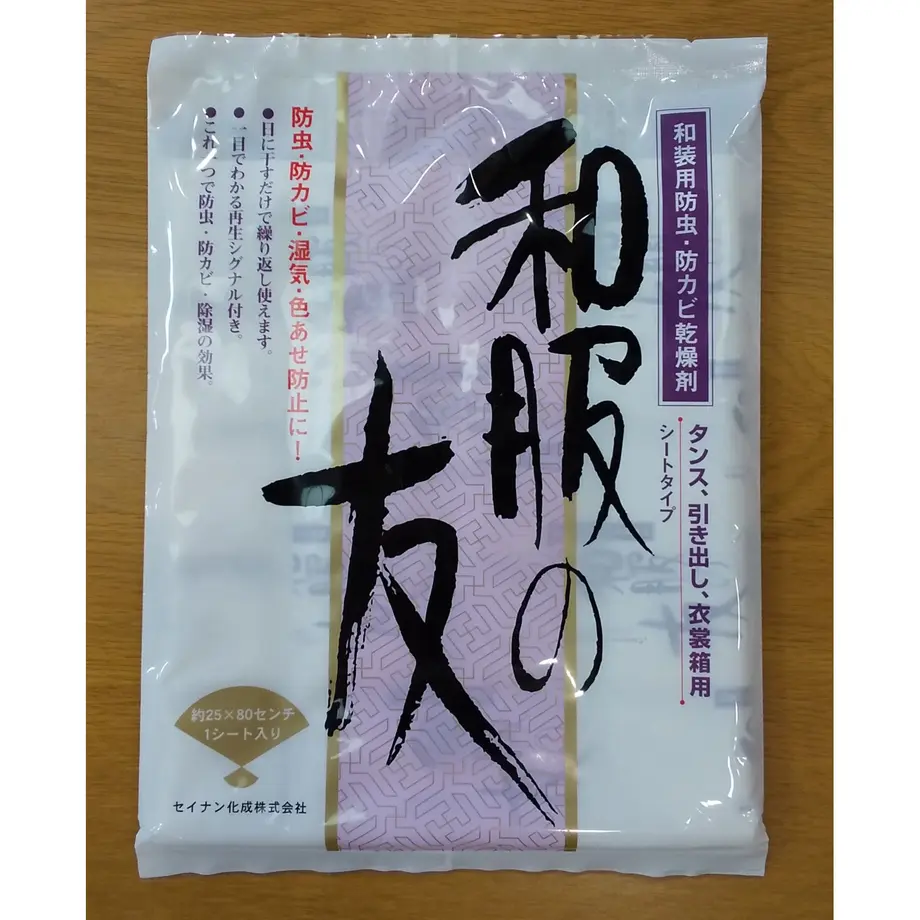 和装用防虫・防カビ乾燥剤
タンス、引き出し、衣裳箱用
シートタイプ
和服の
友
防虫・防カビ・湿気・色あせ防止に！
●日に干すだけで繰り返し使えます。
●一目でわかる再生シグナル付き。
●これ一つで防虫・防カビ・除湿の効果。
約25×80センチ
1シート入り
セイナン化成株式会社